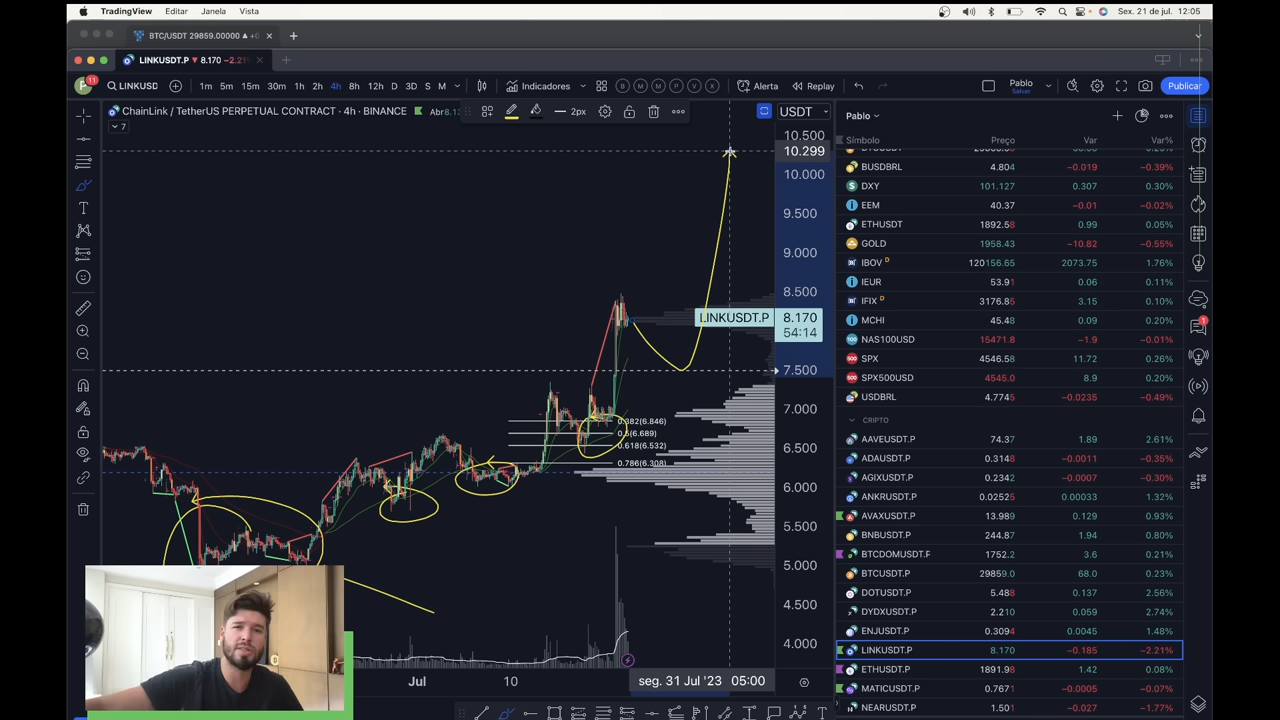 TradingView Editar Janela Vista Sex. 21 de jul. 12:05
BTC/USDT 29859.00000 ▲ +0
LINKUSDT.P ▼ 8.170 −2.21
11 LINKUSD 1m 5m 15m 30m 1h 2h 4h 8h 12h D 3D S M Indicadores B M M P V X Alerta Replay Pablo Salvar Publicar
ChainLink / TetherUS PERPETUAL CONTRACT · 4h · BINANCE Abr8.1 2px USDT
7
10.500
10.299
10.000
9.500
9.000
8.500
LINKUSDT.P 8.170
54:14
7.500
7.000
6.500
6.000
5.500
5.000
4.500
4.000
0.382(6.846)
0.5(6.689)
0.618(6.532)
0.786(6.308)
Jul 10 seg. 31 Jul '23 05:00
Pablo
Símbolo Preço Var Var%
BUSDBRL 4.804 −0.019 −0.39%
DXY 101.127 0.307 0.30%
EEM 40.37 −0.01 −0.02%
ETHUSDT 1892.58 0.99 0.05%
GOLD 1958.43 −10.82 −0.55%
IBOV D 120156.65 2073.75 1.76%
IEUR 53.91 0.06 0.11%
IFIX D 3176.85 3.15 0.10%
MCHI 45.48 0.09 0.20%
NAS100USD 15471.8 −1.9 −0.01%
SPX 4546.58 11.72 0.26%
SPX500USD 4545.0 8.9 0.20%
USDBRL 4.7745 −0.0235 −0.49%
CRIPTO
AAVEUSDT.P 74.37 1.89 2.61%
ADAUSDT.P 0.3148 −0.0011 −0.35%
AGIXUSDT.P 0.2342 −0.0007 −0.30%
ANKRUSDT.P 0.02525 0.00033 1.32%
AVAXUSDT.P 13.989 0.129 0.93%
BNBUSDT.P 244.87 1.94 0.80%
BTCDOMUSDT.P 1752.2 3.6 0.21%
BTCUSDT.P 29859.0 68.0 0.23%
DOTUSDT.P 5.488 0.137 2.56%
DYDXUSDT.P 2.210 0.059 2.74%
ENJUSDT.P 0.3094 0.0045 1.48%
LINKUSDT.P 8.170 −0.185 −2.21%
ETHUSDT.P 1891.98 1.42 0.08%
MATICUSDT.P 0.7671 −0.0005 −0.07%
NEARUSDT.P 1.501 −0.027 −1.77%
1